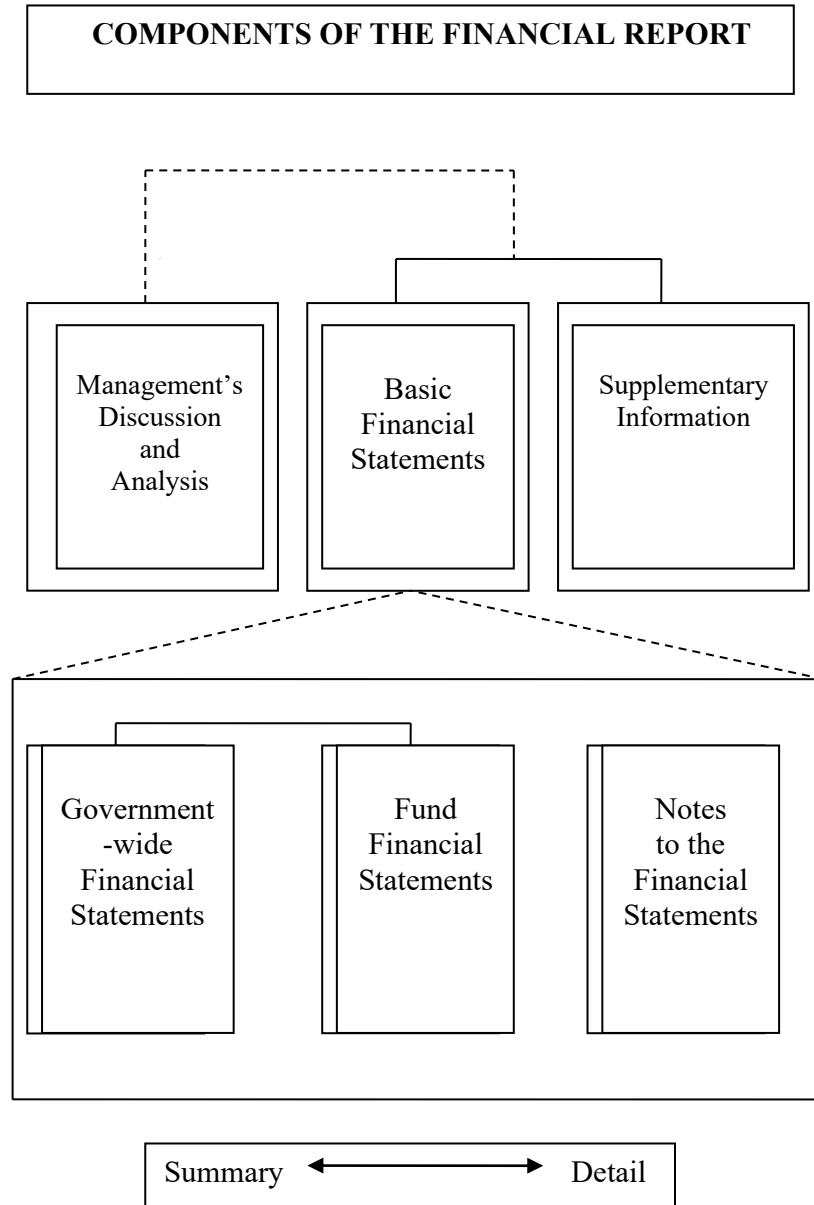 COMPONENTS OF THE FINANCIAL REPORT
Management’s
Discussion
and
Analysis
Basic
Financial
Statements
Supplementary
Information
Government
-wide
Financial
Statements
Fund
Financial
Statements
Notes
to the
Financial
Statements
Summary
Detail